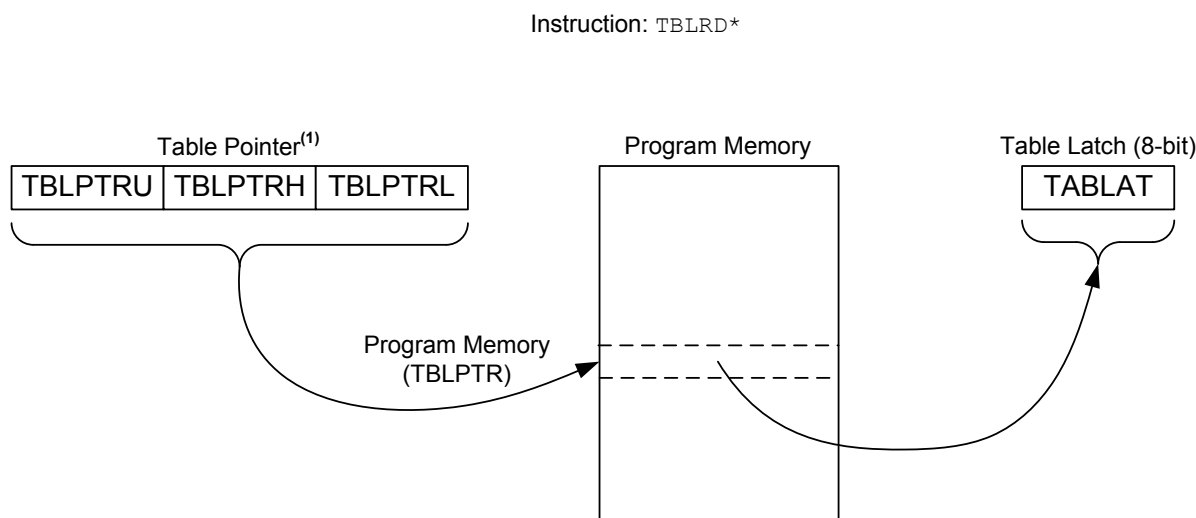 Instruction: TBLRD*
Table Pointer(1)
Program Memory
Table Latch (8-bit)
TBLPTRU TBLPTRH TBLPTRL
TABLAT
Program Memory
(TBLPTR)